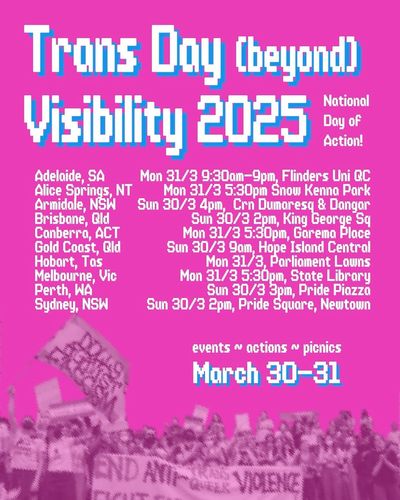 Trans Day (beyond)
Visibility 2025
National
Day of
Action!
Adelaide, SA Mon 31/3 9:30am-9pm, Flinders Uni QC
Alice Springs, NT Mon 31/3 5:30pm Snow Kenna Park
Armidale, NSW Sun 30/3 4pm, Crn Dumaresq & Dangar
Brisbane, Qld Sun 30/3 2pm, King George Sq
Canberra, ACT Mon 31/3 5:30pm, Garema Place
Gold Coast, Qld Sun 30/3 9am, Hope Island Central
Hobart, Tas Mon 31/3, Parliament Lawns
Melbourne, Vic Mon 31/3 5:30pm, State Library
Perth, WA Sun 30/3 3pm, Pride Piazza
Sydney, NSW Sun 30/3 2pm, Pride Square, Newtown
events ~ actions ~ picnics
March 30-31
END ANTI- VIOLENCE